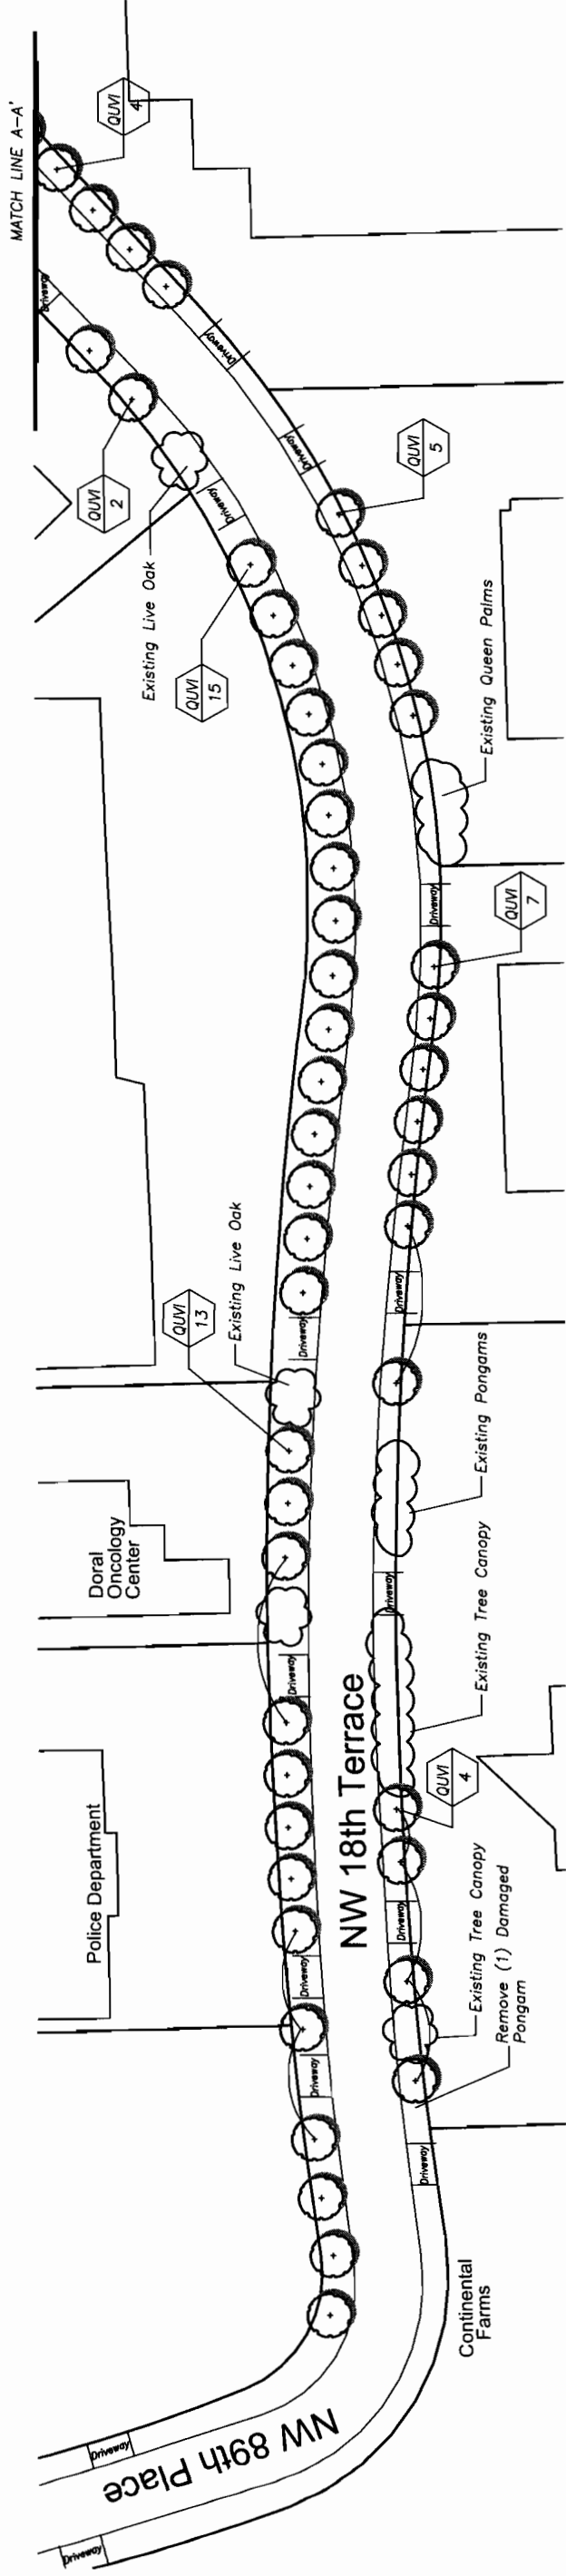 MATCH LINE A-A'
QUVI
4
Driveway
Driveway
QUVI
2
Driveway
QUVI
5
Driveway
Existing Live Oak
QUVI
15
Existing Queen Palms
Driveway
QUVI
7
Existing Live Oak
QUVI
13
Driveway
Driveway
Existing Pongams
Doral
Oncology
Center
Driveway
Existing Tree Canopy
Driveway
NW 18th Terrace
QUVI
4
Police Department
Driveway
Driveway
Existing Tree Canopy
Remove (1) Damaged
Pongam
Driveway
Driveway
Continental
Farms
NW 89th Place
Driveway
Driveway